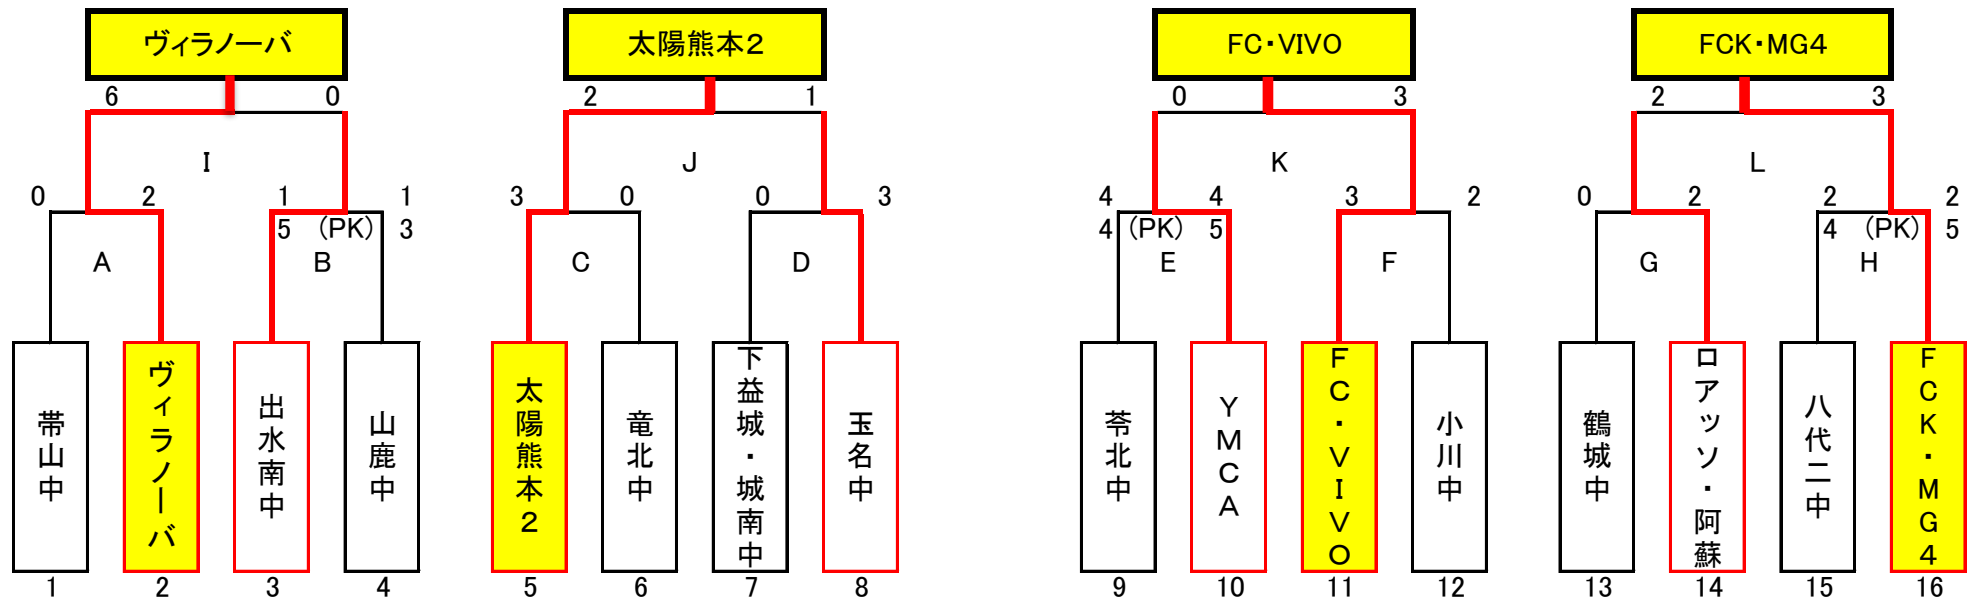 ヴィラノーバ 太陽熊本2 FC・VIVO FCK・MG4
6 0 2 1 0 3 2 3
I J K L
0 2 1 1 3 0 0 3 4 4 3 2 0 2 2 2
5 (PK) 3 4 (PK) 5 4 (PK) 5
A B C D E F G H
帯山中
ヴィラノーバ
出水南中
山鹿中
太陽熊本2
竜北中
下益城・城南中
玉名中
苓北中
YMCA
FC・VIVO
小川中
鶴城中
ロアッソ・阿蘇
八代二中
FCK・MG4
1 2 3 4 5 6 7 8 9 10 11 12 13 14 15 16